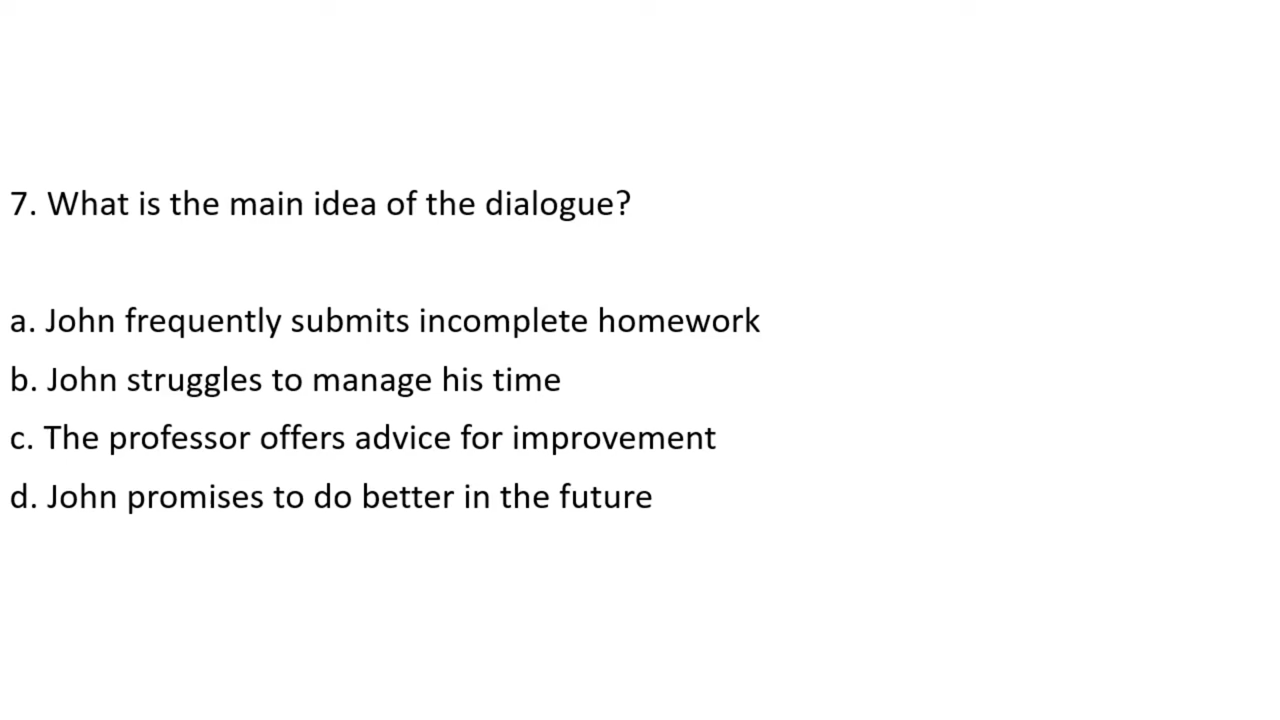 7. What is the main idea of the dialogue?
a. John frequently submits incomplete homework
b. John struggles to manage his time
c. The professor offers advice for improvement
d. John promises to do better in the future